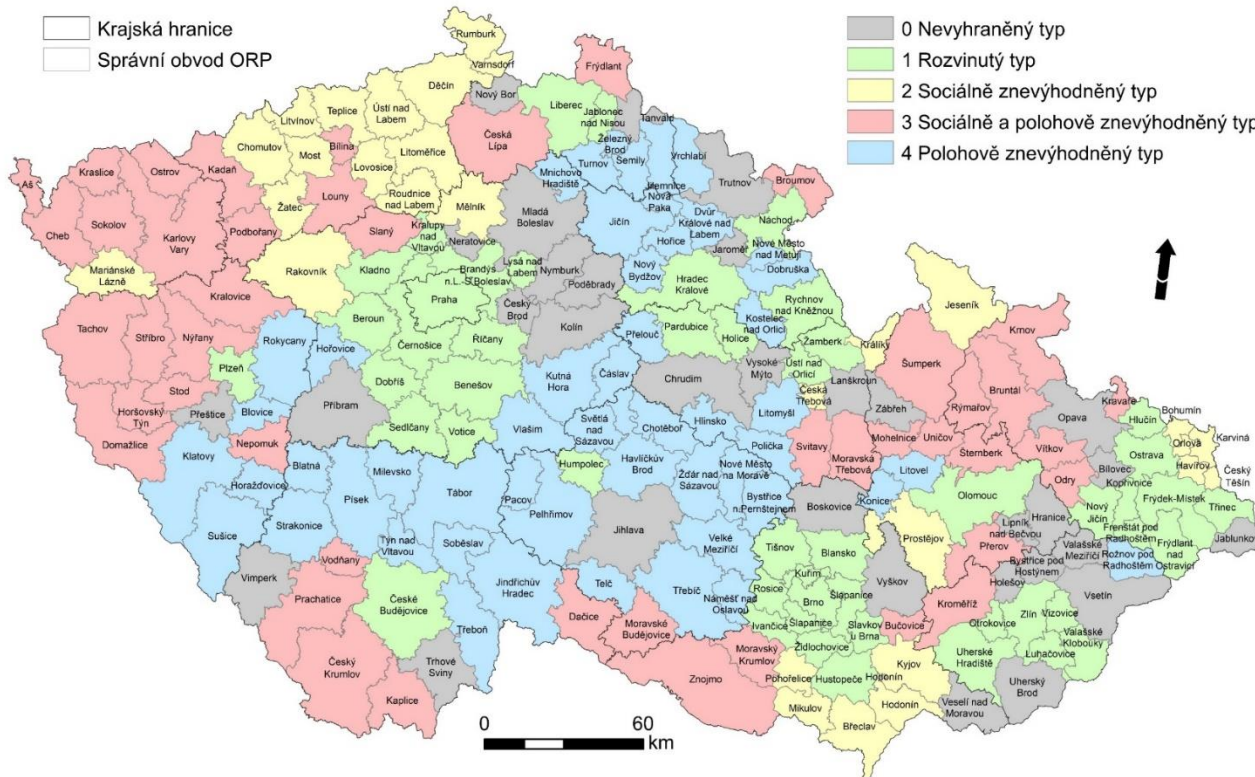 Krajská hranice
Správní obvod ORP
0 Nevyhraněný typ
1 Rozvinutý typ
2 Sociálně znevýhodněný typ
3 Sociálně a polohově znevýhodněný typ
4 Polohově znevýhodněný typ
Rumburk
Varnsdorf
Děčín
Nový Bor
Frýdlant
Liberec
Jablonec
nad Nisou
Tanvald
Železný
Brod
Semily
Vrchlabí
Turnov
Mnichovo
Hradiště
Jilemnice
Nová
Paka
Trutnov
Broumov
Teplice
Ústí nad
Labem
Litvínov
Chomutov
Most
Bílina
Litoměřice
Lovosice
Roudnice
nad Labem
Česká
Lípa
Mělník
Kadaň
Ostrov
Kraslice
Aš
Sokolov
Cheb
Karlovy
Vary
Podbořany
Žatec
Louny
Slaný
Kralupy
nad
Vltavou
Neratovice
Mladá
Boleslav
Jičín
Hořice
Dvůr
Králové nad
Labem
Jaroměř
Náchod
Nové Město
nad Metují
Dobruška
Mariánské
Lázně
Rakovník
Kladno
Brandýs
n.L.-S.Boleslav
Lysá nad
Labem
Nymburk
Poděbrady
Nový
Bydžov
Hradec
Králové
Rychnov nad
Kněžnou
Kostelec
nad Orlicí
Praha
Český
Brod
Kolín
Kralovice
Beroun
Černošice
Říčany
Přelouč
Pardubice
Holice
Žamberk
Králíky
Jeseník
Tachov
Stříbro
Nýřany
Rokycany
Hořovice
Plzeň
Stod
Dobříš
Benešov
Kutná
Hora
Čáslav
Chrudim
Vysoké
Mýto
Ústí nad
Orlicí
Česká
Třebová
Lanškroun
Šumperk
Zábřeh
Bruntál
Krnov
Rýmařov
Horšovský
Týn
Přeštice
Blovice
Příbram
Sedlčany
Votice
Vlašim
Světlá
nad
Sázavou
Chotěboř
Hlinsko
Litomyšl
Polička
Svitavy
Moravská
Třebová
Mohelnice
Uničov
Šternberk
Opava
Kravaře
Hlučín
Bohumín
Orlová
Karviná
Ostrava
Havířov
Český
Těšín
Domažlice
Klatovy
Nepomuk
Horažďovice
Blatná
Milevsko
Písek
Tábor
Pacov
Pelhřimov
Humpolec
Havlíčkův
Brod
Žďár nad
Sázavou
Nové Město
na Moravě
Bystřice
n.Pernštejnem
Boskovice
Konice
Litovel
Olomouc
Vítkov
Odry
Bílovec
Kopřivnice
Nový
Jičín
Frýdek-Místek
Třinec
Frenštát pod
Radhoštěm
Frýdlant
nad
Ostravicí
Jablunkov
Sušice
Strakonice
Týn nad
Vltavou
Soběslav
Jindřichův
Hradec
Jihlava
Velké
Meziříčí
Tišnov
Blansko
Prostějov
Lipník
nad Bečvou
Hranice
Přerov
Valašské
Meziříčí
Rožnov pod
Radhoštěm
Bystřice pod
Hostýnem
Holešov
Vsetín
Vimperk
Vodňany
Prachatice
České
Budějovice
Třeboň
Telč
Třebíč
Náměšť nad
Oslavou
Rosice
Kuřim
Brno
Šlapanice
Šlapanice
Ivančice
Vyškov
Slavkov
u Brna
Bučovice
Kroměříž
Otrokovice
Zlín
Vizovice
Valašské
Klobouky
Luhačovice
Český
Krumlov
Kaplice
Trhové
Sviny
Dačice
Moravské
Budějovice
Znojmo
Moravský
Krumlov
Židlochovice
Pohořelice
Hustopeče
Hodonín
Kyjov
Uherské
Hradiště
Uherský
Brod
Veselí nad
Moravou
Mikulov
Břeclav
Hodonín
0
60
km